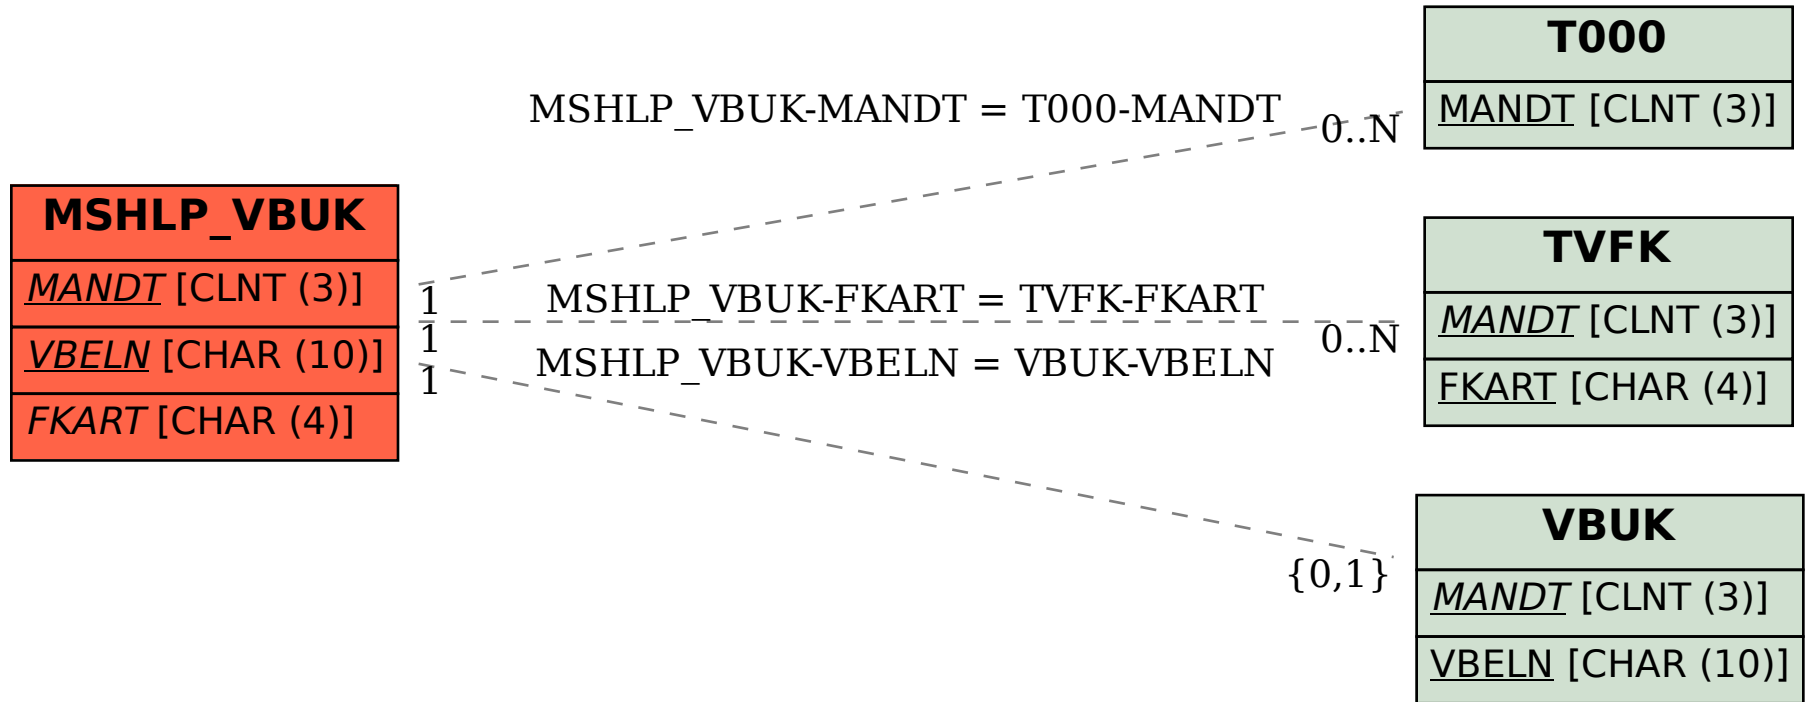 MSHLP_VBUK
MANDT [CLNT (3)]
VBELN [CHAR (10)]
FKART [CHAR (4)]
MSHLP_VBUK-MANDT = T000-MANDT
1
0..N
MSHLP_VBUK-FKART = TVFK-FKART
1
0..N
MSHLP_VBUK-VBELN = VBUK-VBELN
1
{0,1}
T000
MANDT [CLNT (3)]
TVFK
MANDT [CLNT (3)]
FKART [CHAR (4)]
VBUK
MANDT [CLNT (3)]
VBELN [CHAR (10)]